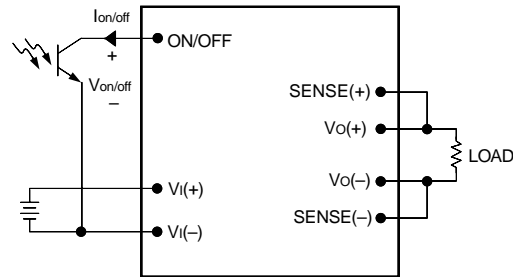 Ion/off
ON/OFF
+
Von/off
–
SENSE(+)
VO(+)
LOAD
VO(–)
SENSE(–)
VI(+)
VI(–)